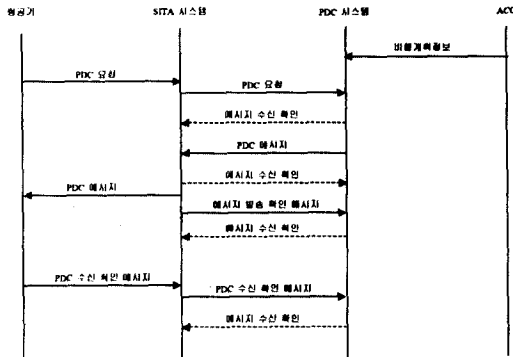 항공기 SITA 시스템 PDC 시스템 ACC
비행계획정보
PDC 요청
PDC 요청
메시지 수신 확인
PDC 메시지
메시지 수신 확인
PDC 메시지
메시지 발송 확인 메시지
메시지 수신 확인
PDC 수신 확인 메시지
PDC 수신 확인 메시지
메시지 수신 확인